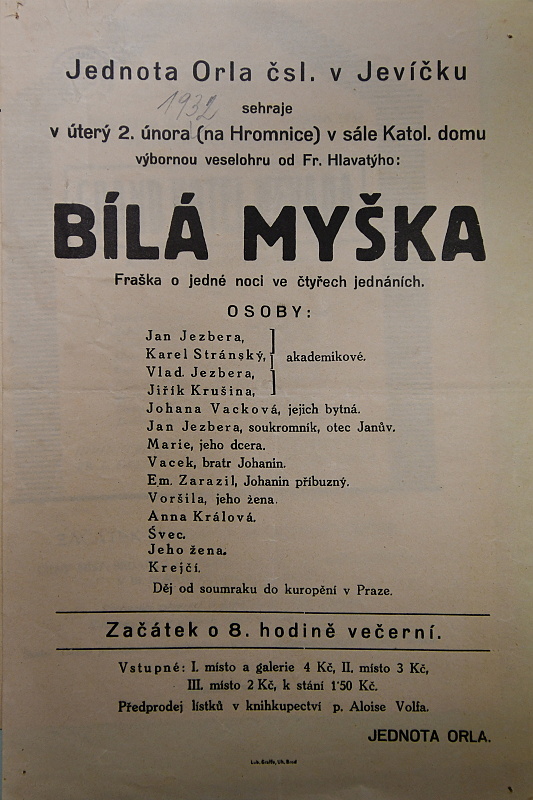 Jednota Orla čsl. v Jevíčku
1932
sehraje
v úterý 2. února (na Hromnice) v sále Katol. domu
výbornou veselohru od Fr. Hlavatýho:
BÍLÁ MYŠKA
Fraška o jedné noci ve čtyřech jednáních.
OSOBY:
Jan Jezbera,
Karel Stránský, akademikové.
Vlad. Jezbera,
Jiřík Krušina,
Johana Vacková, jejich bytná.
Jan Jezbera, soukromník, otec Janův.
Marie, jeho dcera.
Vacek, bratr Johanin.
Em. Zarazil, Johanin příbuzný.
Voršila, jeho žena.
Anna Králová.
Švec.
Jeho žena.
Krejčí.
Děj od soumraku do kuropění v Praze.
Začátek o 8. hodině večerní.
Vstupné: I. místo a galerie 4 Kč, II. místo 3 Kč,
III. místo 2 Kč, k stání 1·50 Kč.
Předprodej lístků v knihkupectví p. Aloise Volfa.
JEDNOTA ORLA.